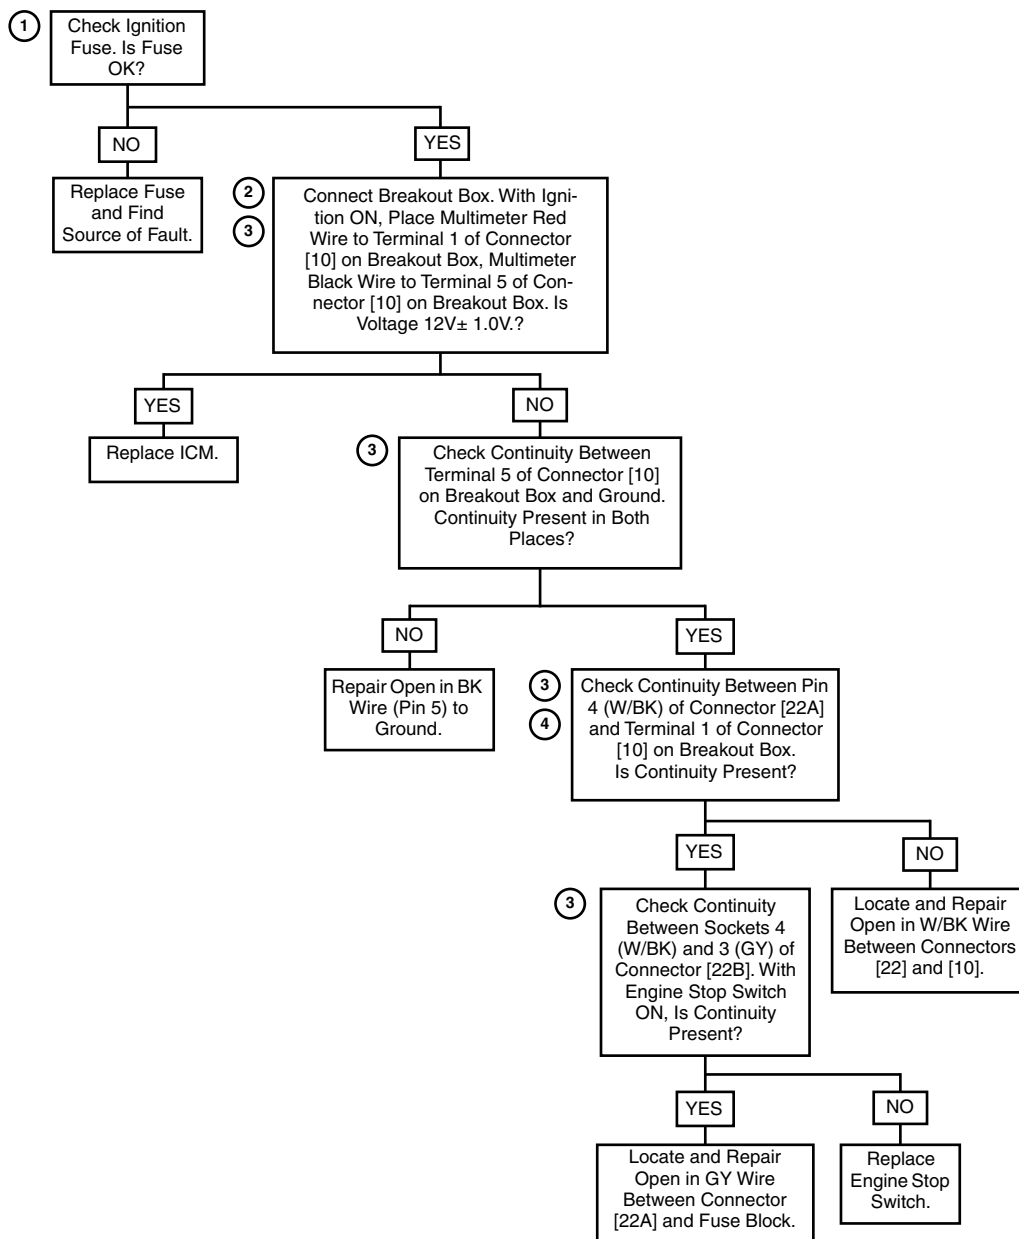 1
Check Ignition
Fuse. Is Fuse
OK?
NO
YES
Replace Fuse
and Find
Source of Fault.
2
3
Connect Breakout Box. With Igni-
tion ON, Place Multimeter Red
Wire to Terminal 1 of Connector
[10] on Breakout Box, Multimeter
Black Wire to Terminal 5 of Con-
nector [10] on Breakout Box. Is
Voltage 12V± 1.0V.?
YES
NO
Replace ICM.
3
Check Continuity Between
Terminal 5 of Connector [10]
on Breakout Box and Ground.
Continuity Present in Both
Places?
NO
YES
Repair Open in BK
Wire (Pin 5) to
Ground.
3
4
Check Continuity Between Pin
4 (W/BK) of Connector [22A]
and Terminal 1 of Connector
[10] on Breakout Box.
Is Continuity Present?
YES
NO
3
Check Continuity
Between Sockets 4
(W/BK) and 3 (GY) of
Connector [22B]. With
Engine Stop Switch
ON, Is Continuity
Present?
Locate and Repair
Open in W/BK Wire
Between Connectors
[22] and [10].
YES
NO
Locate and Repair
Open in GY Wire
Between Connector
[22A] and Fuse Block.
Replace
Engine Stop
Switch.